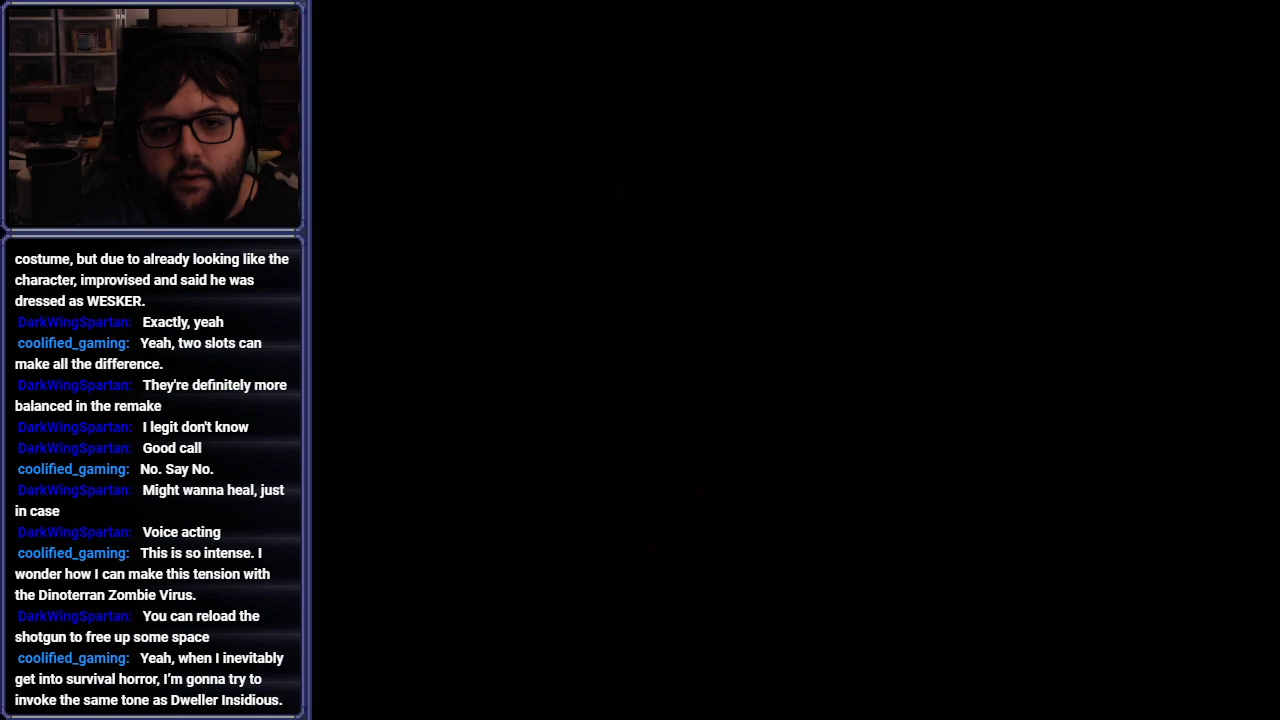 costume, but due to already looking like the
character, improvised and said he was
dressed as WESKER.
DarkWingSpartan: Exactly, yeah
coolified_gaming: Yeah, two slots can
make all the difference.
DarkWingSpartan: They're definitely more
balanced in the remake
DarkWingSpartan: I legit don't know
DarkWingSpartan: Good call
coolified_gaming: No. Say No.
DarkWingSpartan: Might wanna heal, just
in case
DarkWingSpartan: Voice acting
coolified_gaming: This is so intense. I
wonder how I can make this tension with
the Dinoterran Zombie Virus.
DarkWingSpartan: You can reload the
shotgun to free up some space
coolified_gaming: Yeah, when I inevitably
get into survival horror, I'm gonna try to
invoke the same tone as Dweller Insidious.